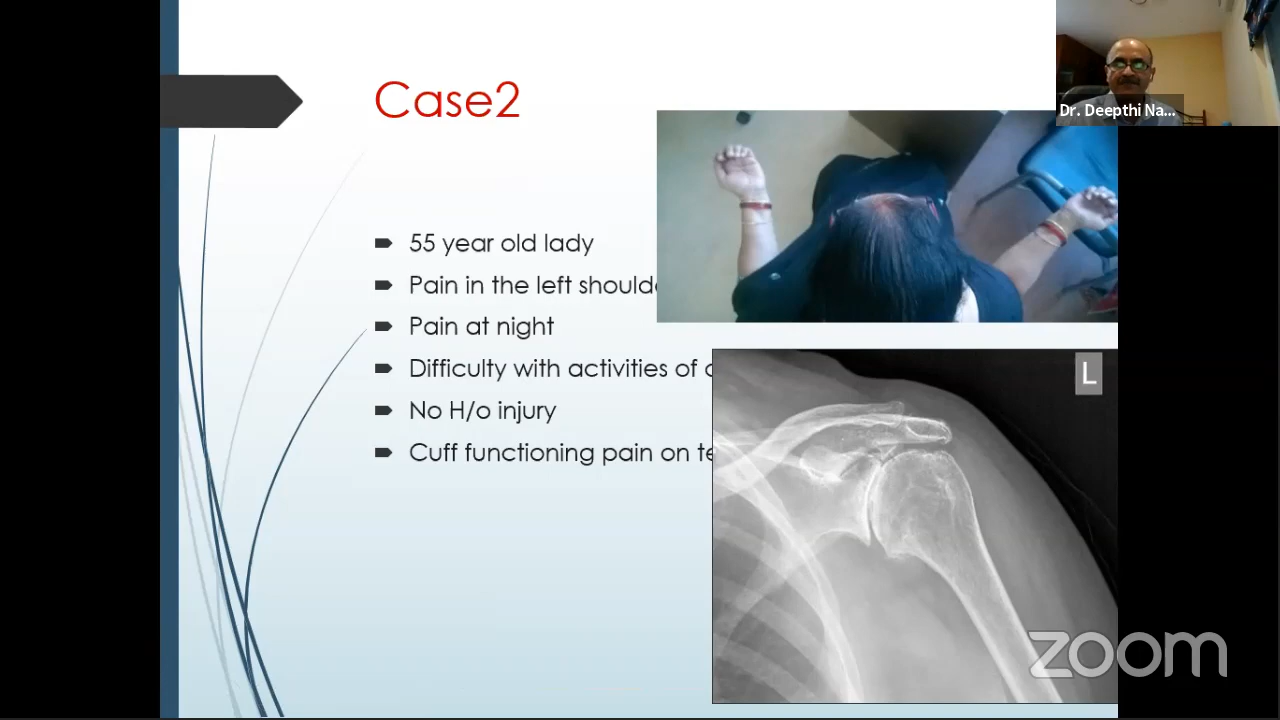 Case2
Dr. Deepthi Na...
55 year old lady
Pain in the left should
Pain at night
Difficulty with activities of
No H/o injury
Cuff functioning pain on te
L
zoom